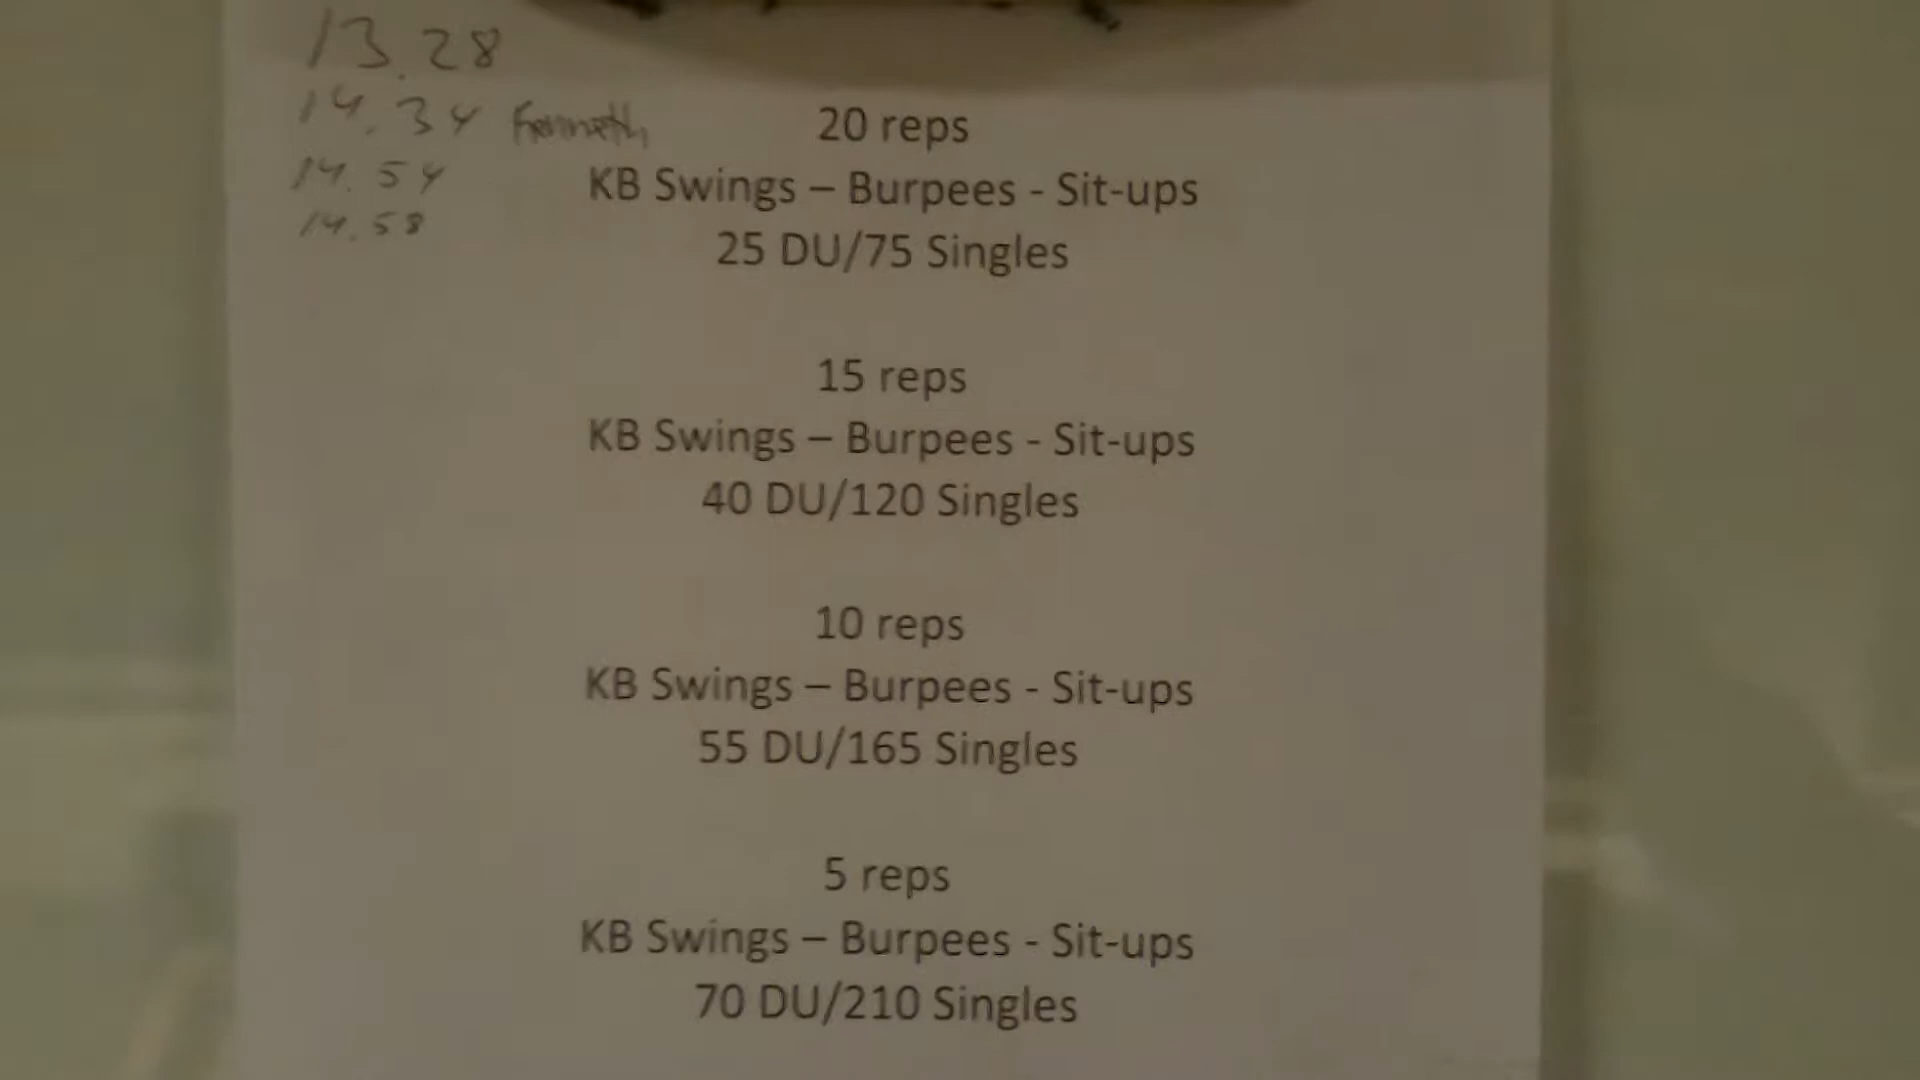 13.28
14.34 Kenneth
14.54
14.58
20 reps
KB Swings – Burpees - Sit-ups
25 DU/75 Singles
15 reps
KB Swings – Burpees - Sit-ups
40 DU/120 Singles
10 reps
KB Swings – Burpees - Sit-ups
55 DU/165 Singles
5 reps
KB Swings – Burpees - Sit-ups
70 DU/210 Singles